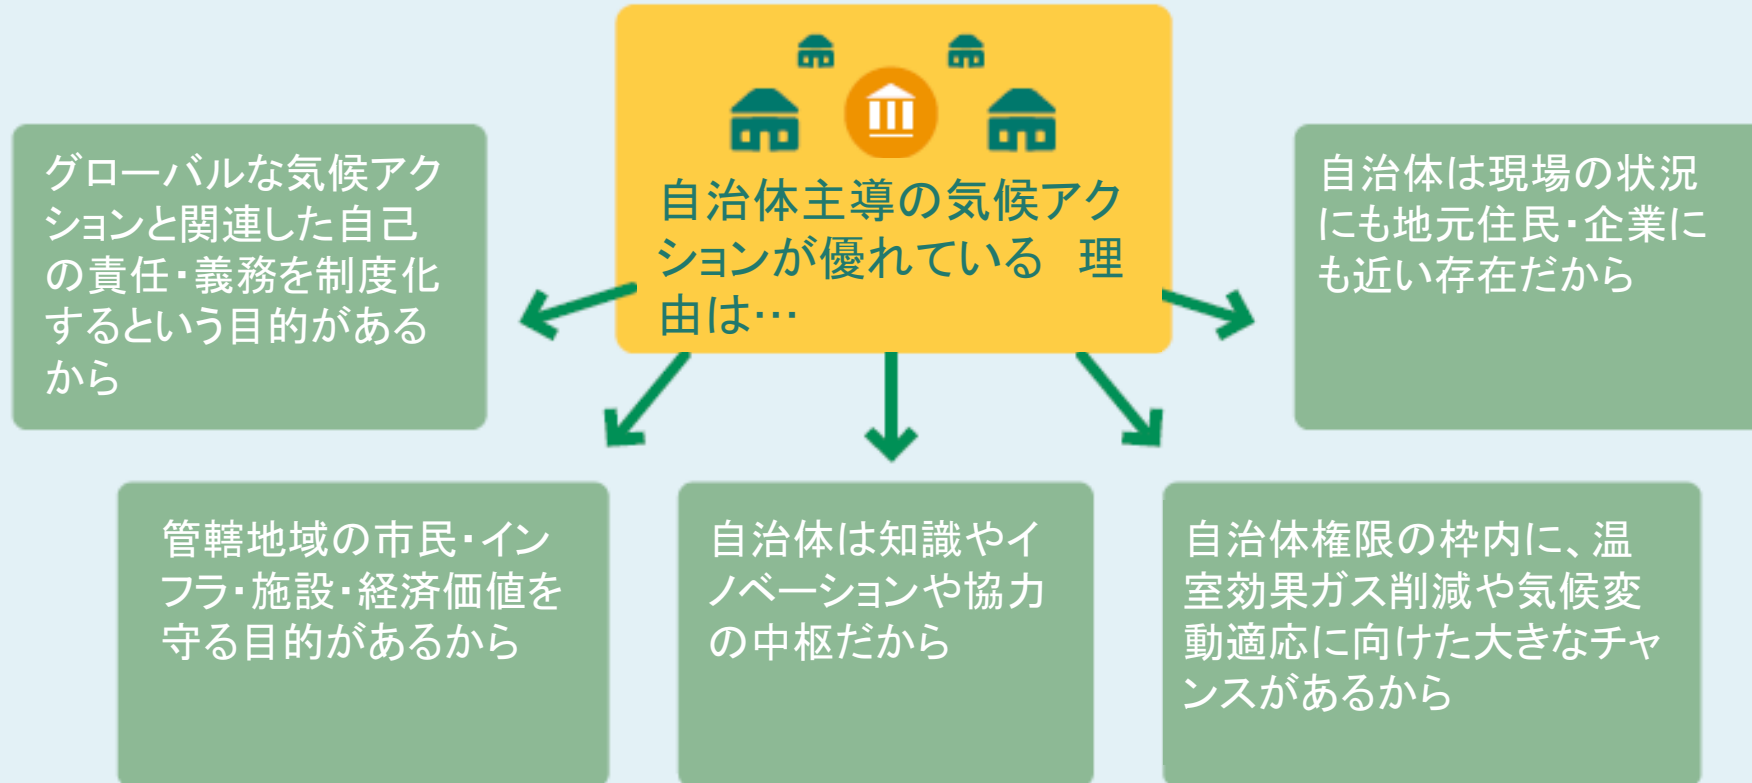 自治体主導の気候アク
ションが優れている　理
由は…
グローバルな気候アク
ションと関連した自己
の責任・義務を制度化
するという目的がある
から
自治体は現場の状況
にも地元住民・企業に
も近い存在だから
管轄地域の市民・イン
フラ・施設・経済価値を
守る目的があるから
自治体は知識やイ
ノベーションや協力
の中枢だから
自治体権限の枠内に、温
室効果ガス削減や気候変
動適応に向けた大きなチャ
ンスがあるから